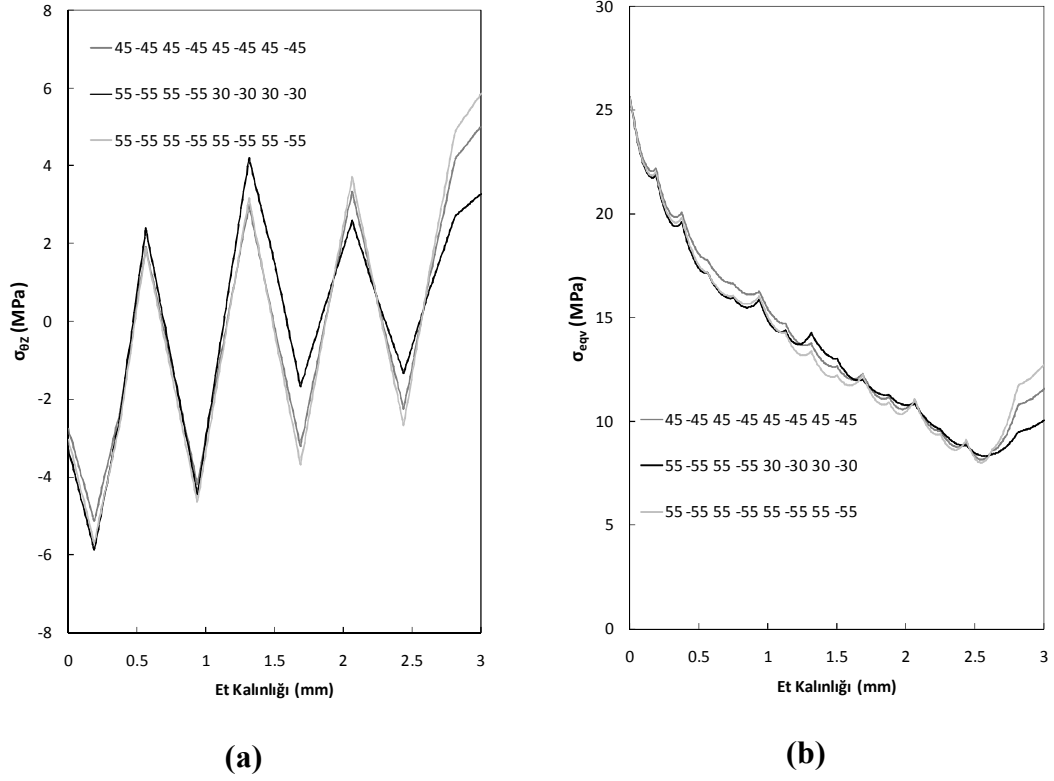 8
6
4
2
0
-2
-4
-6
-8
σθz (MPa)
45 -45 45 -45 45 -45 45 -45
55 -55 55 -55 30 -30 30 -30
55 -55 55 -55 55 -55 55 -55
0 0.5 1 1.5 2 2.5 3
Et Kalınlığı (mm)
(a)
30
25
20
15
10
5
0
σeqv (MPa)
45 -45 45 -45 45 -45 45 -45
55 -55 55 -55 30 -30 30 -30
55 -55 55 -55 55 -55 55 -55
0 0.5 1 1.5 2 2.5 3
Et Kalınlığı (mm)
(b)